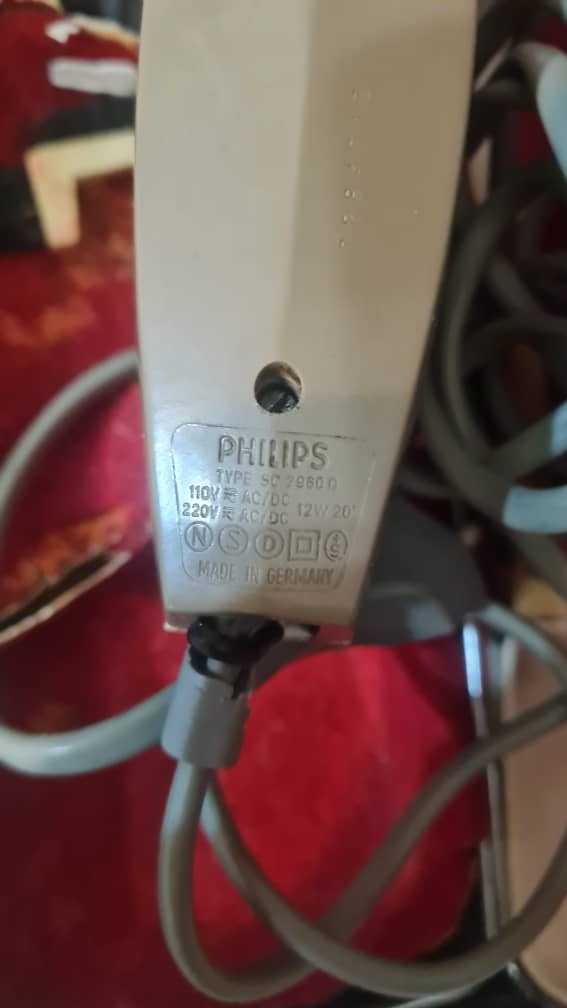 PHILIPS
TYPE SC 7960 A
110V AC/DC
220V AC/DC 12W 20'
N S D
MADE IN GERMANY